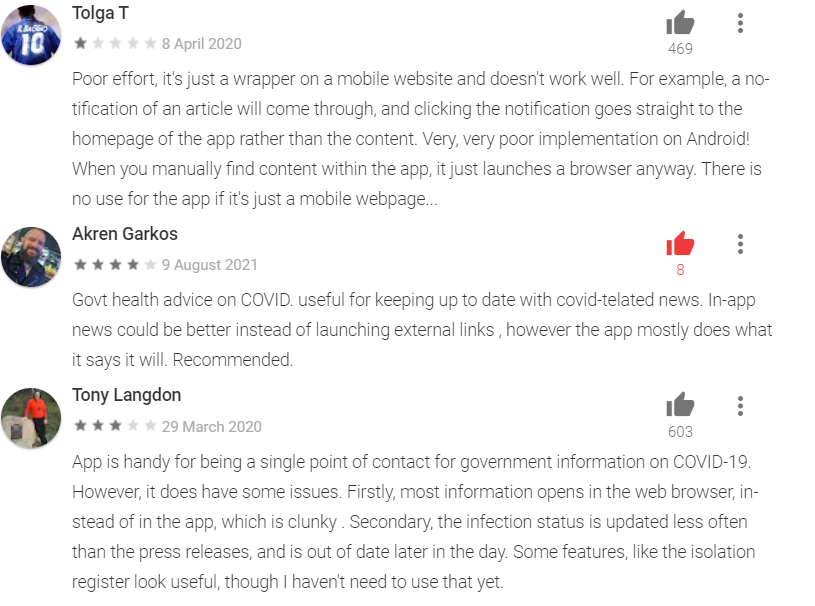 Tolga T
8 April 2020
469
Poor effort, it's just a wrapper on a mobile website and doesn't work well. For example, a no-
tification of an article will come through, and clicking the notification goes straight to the
homepage of the app rather than the content. Very, very poor implementation on Android!
When you manually find content within the app, it just launches a browser anyway. There is
no use for the app if it's just a mobile webpage...
Akren Garkos
9 August 2021
8
Govt health advice on COVID. useful for keeping up to date with covid-telated news. In-app
news could be better instead of launching external links , however the app mostly does what
it says it will. Recommended.
Tony Langdon
29 March 2020
603
App is handy for being a single point of contact for government information on COVID-19.
However, it does have some issues. Firstly, most information opens in the web browser, in-
stead of in the app, which is clunky . Secondary, the infection status is updated less often
than the press releases, and is out of date later in the day. Some features, like the isolation
register look useful, though I haven't need to use that yet.
R.BAGGIO
10